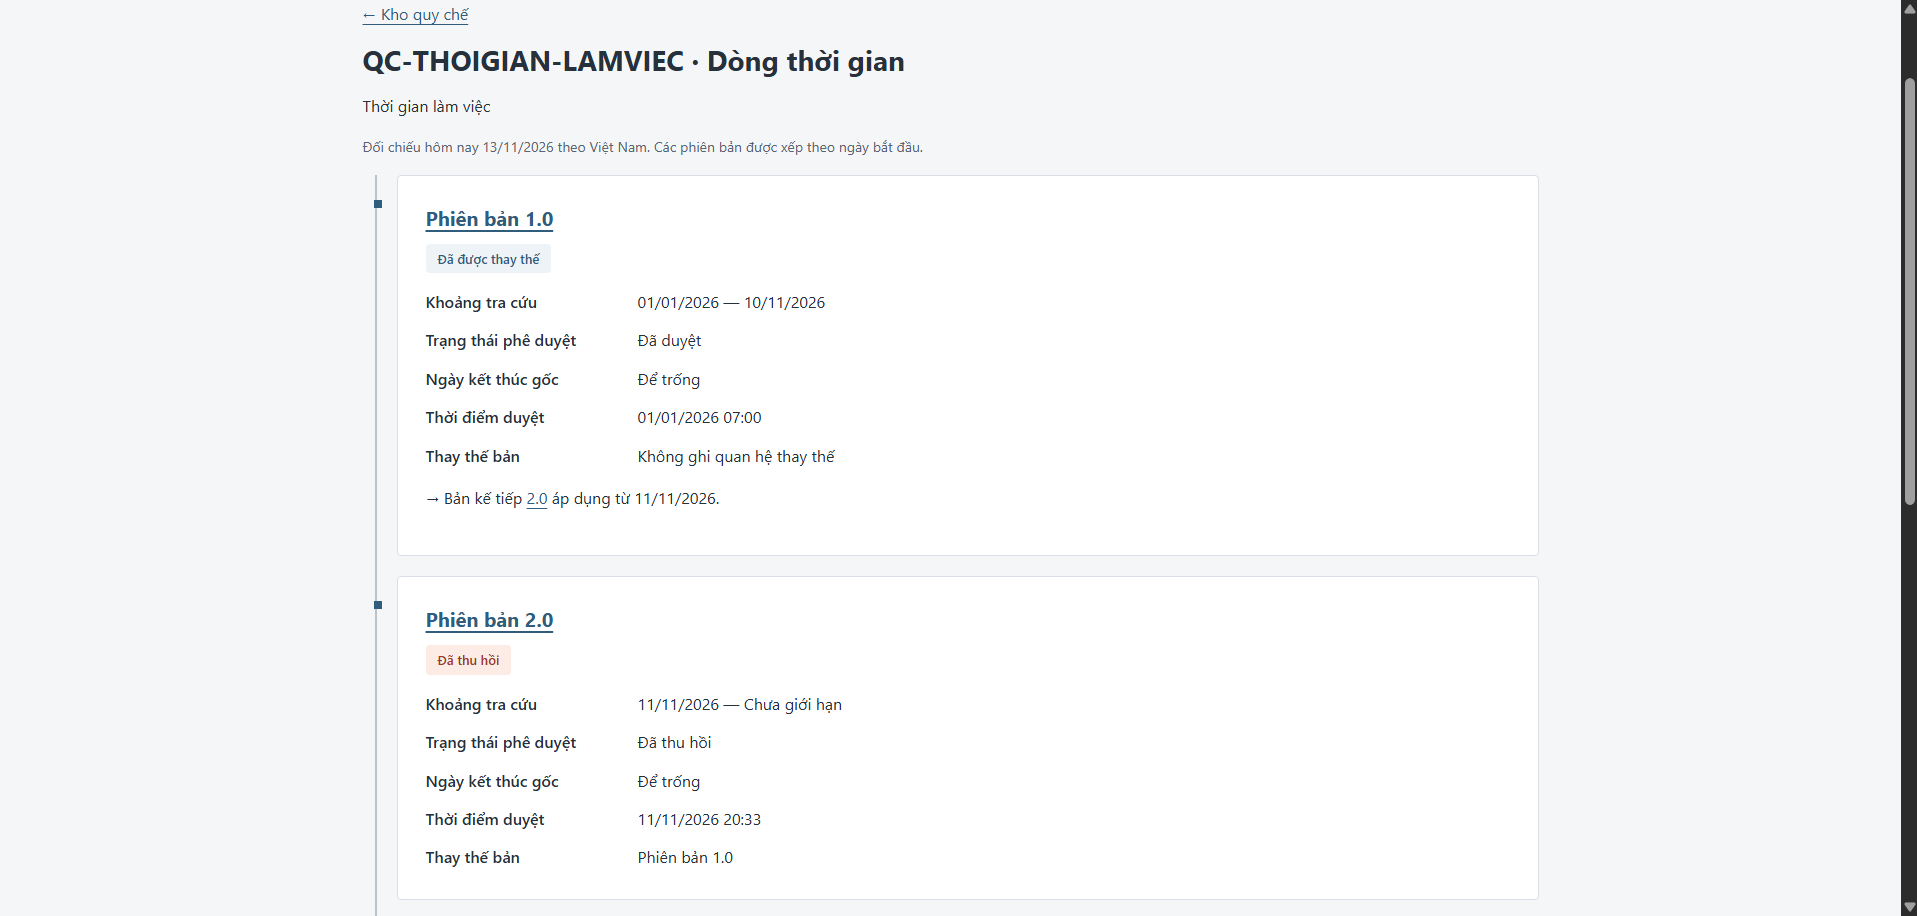 ← Kho quy chế
QC-THOIGIAN-LAMVIEC · Dòng thời gian
Thời gian làm việc
Đối chiếu hôm nay 13/11/2026 theo Việt Nam. Các phiên bản được xếp theo ngày bắt đầu.
Phiên bản 1.0
Đã được thay thế
Khoảng tra cứu 01/01/2026 — 10/11/2026
Trạng thái phê duyệt Đã duyệt
Ngày kết thúc gốc Để trống
Thời điểm duyệt 01/01/2026 07:00
Thay thế bản Không ghi quan hệ thay thế
→ Bản kế tiếp 2.0 áp dụng từ 11/11/2026.
Phiên bản 2.0
Đã thu hồi
Khoảng tra cứu 11/11/2026 — Chưa giới hạn
Trạng thái phê duyệt Đã thu hồi
Ngày kết thúc gốc Để trống
Thời điểm duyệt 11/11/2026 20:33
Thay thế bản Phiên bản 1.0